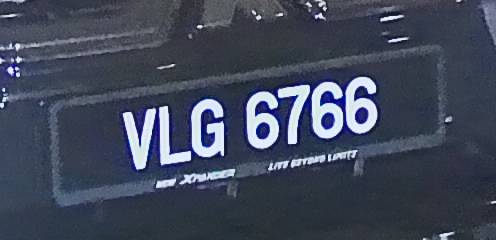 VLG 6766
NEW XPANDER LIVE BEYOND LIMITS